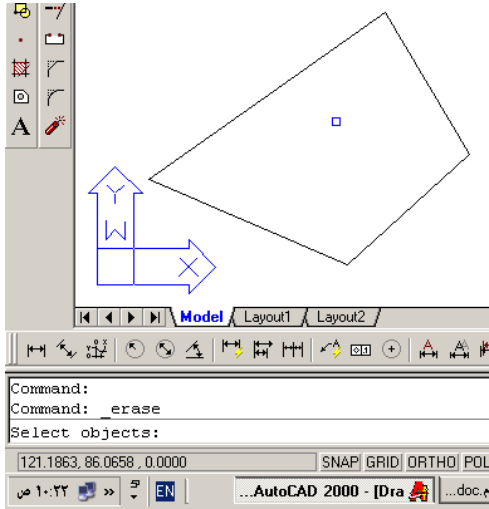 A
Y
W
X
Model Layout1 Layout2
Command:
Command: _erase
Select objects:
121.1863, 86.0658 , 0.0000 SNAP GRID ORTHO POL
١٠:٢٢ ص » EN ...AutoCAD 2000 - [Dra ...doc.م